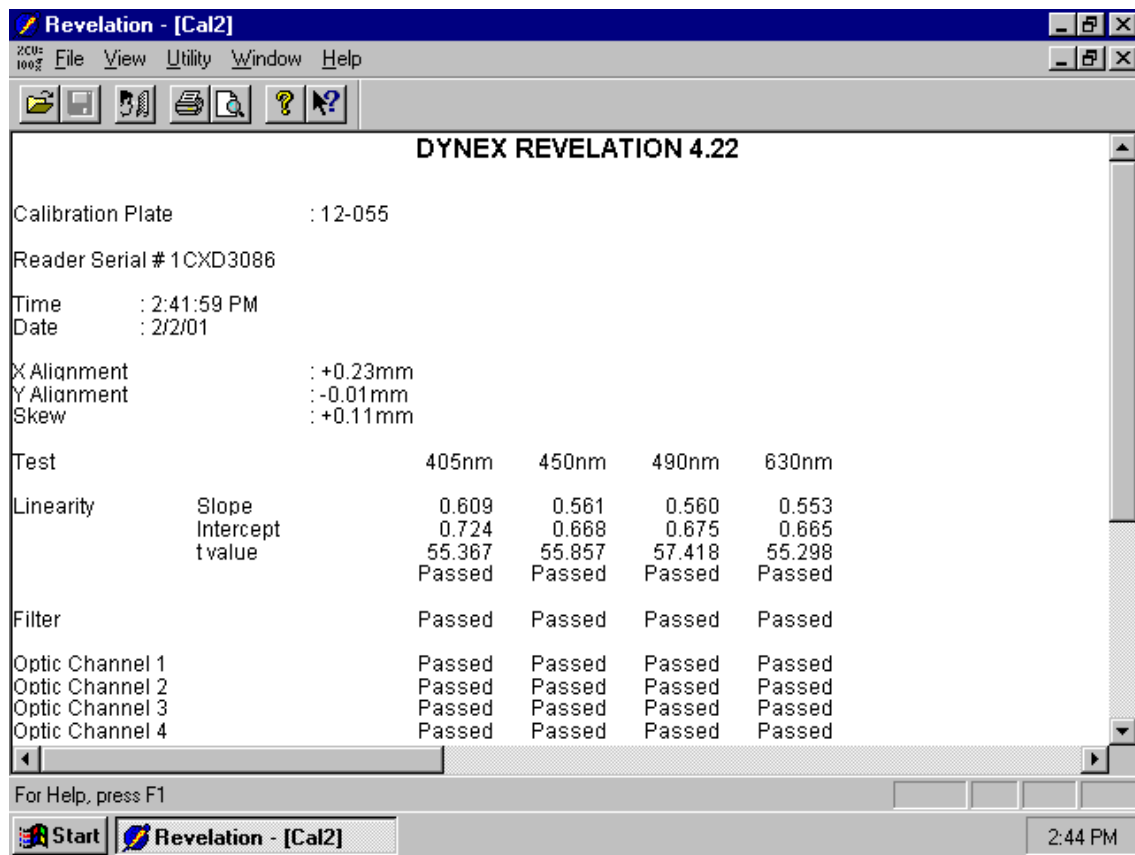 Revelation - [Cal2]
File View Utility Window Help
DYNEX REVELATION 4.22
Calibration Plate : 12-055
Reader Serial # 1CXD3086
Time : 2:41:59 PM
Date : 2/2/01
X Alignment : +0.23mm
Y Alignment : -0.01mm
Skew : +0.11mm
Test 405nm 450nm 490nm 630nm
Linearity Slope 0.609 0.561 0.560 0.553
Intercept 0.724 0.668 0.675 0.665
t value 55.367 55.857 57.418 55.298
Passed Passed Passed Passed
Filter Passed Passed Passed Passed
Optic Channel 1 Passed Passed Passed Passed
Optic Channel 2 Passed Passed Passed Passed
Optic Channel 3 Passed Passed Passed Passed
Optic Channel 4 Passed Passed Passed Passed
For Help, press F1
Start Revelation - [Cal2] 2:44 PM